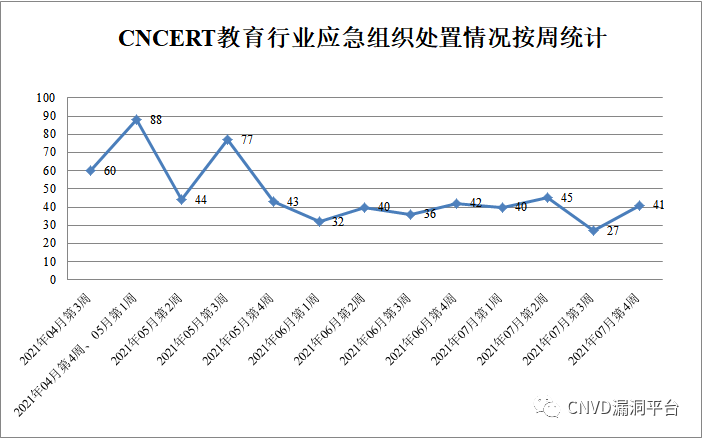 CNCERT教育行业应急组织处置情况按周统计
100
90
80
70
60
50
40
30
20
10
0
60
88
44
77
43
32
40
36
42
40
45
27
41
2021年04月第3周
2021年04月第4周、05月第1周
2021年05月第2周
2021年05月第3周
2021年05月第4周
2021年06月第1周
2021年06月第2周
2021年06月第3周
2021年06月第4周
2021年07月第1周
2021年07月第2周
2021年07月第3周
2021年07月第4周
CNVD漏洞平台